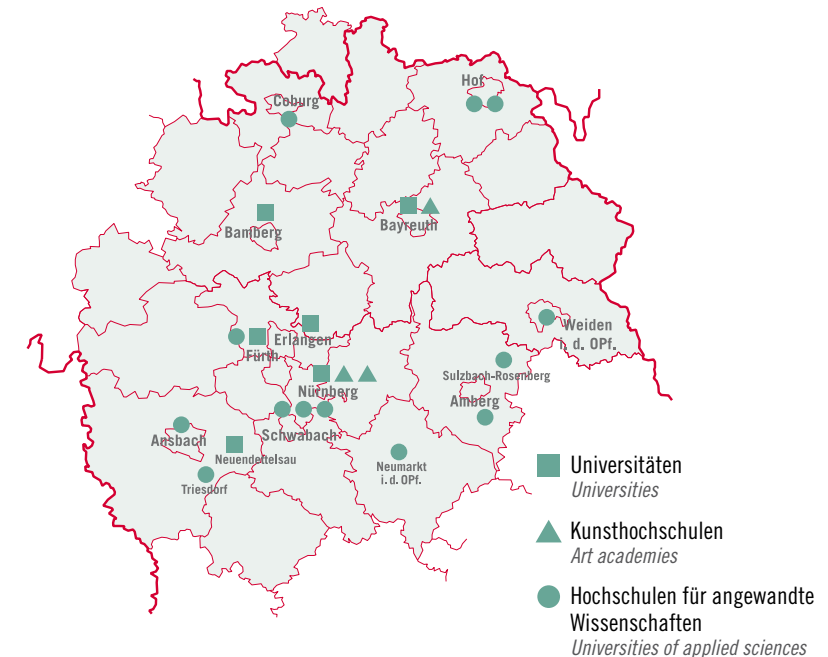 Hof
Coburg
Bamberg
Bayreuth
Weiden
i. d. OPf.
Erlangen
Fürth
Sulzbach-Rosenberg
Nürnberg
Amberg
Ansbach
Schwabach
Neuendettelsau
Neumarkt
i. d. OPf.
Triesdorf
Universitäten
Universities
Kunsthochschulen
Art academies
Hochschulen für angewandte
Wissenschaften
Universities of applied sciences